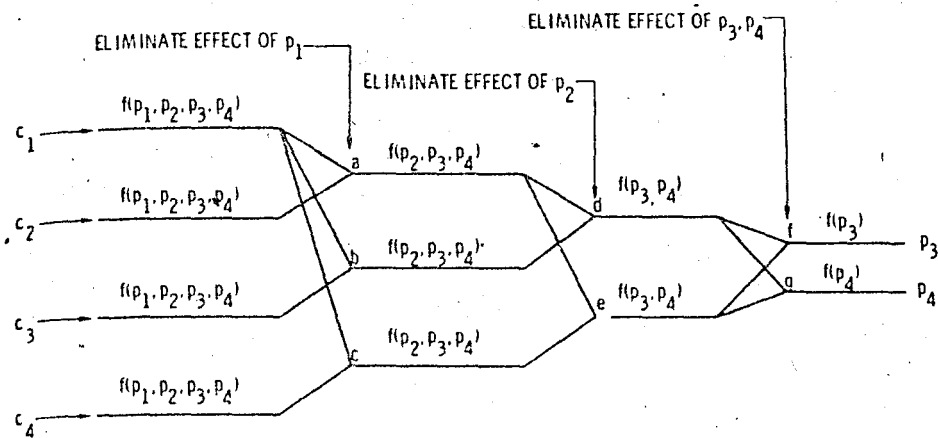 ELIMINATE EFFECT OF p3, p4
ELIMINATE EFFECT OF p1
ELIMINATE EFFECT OF p2
c1
f(p1, p2, p3, p4)
a
f(p2, p3, p4)
c2
f(p1, p2, p3, p4)
d
f(p3, p4)
f
f(p3)
p3
b
f(p2, p3, p4)
g
f(p4)
p4
c3
f(p1, p2, p3, p4)
e
f(p3, p4)
c
f(p2, p3, p4)
c4
f(p1, p2, p3, p4)